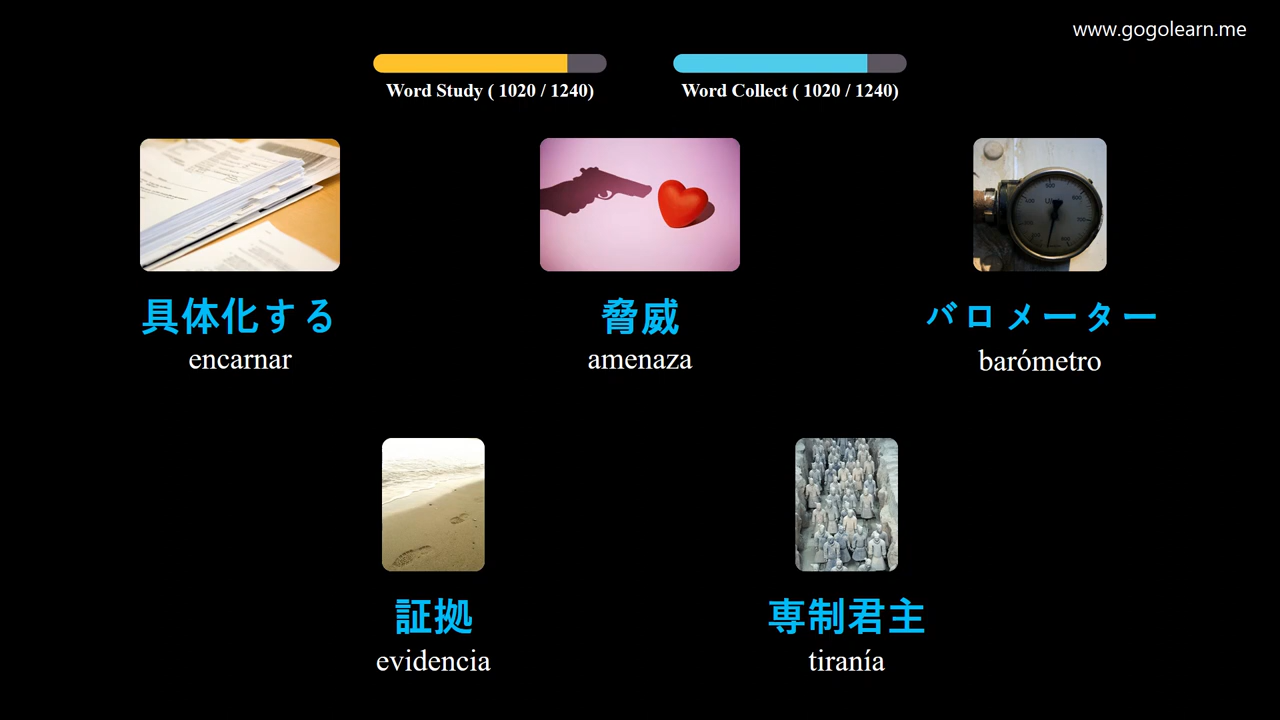 www.gogolearn.me
Word Study ( 1020 / 1240)
Word Collect ( 1020 / 1240)
具体化する
encarnar
脅威
amenaza
バロメーター
barómetro
証拠
evidencia
専制君主
tiranía